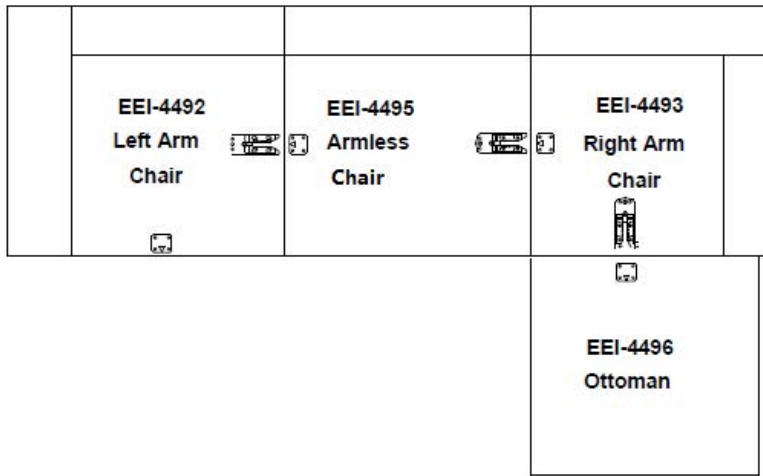 EEI-4492
Left Arm
Chair
EEI-4495
Armless
Chair
EEI-4493
Right Arm
Chair
EEI-4496
Ottoman